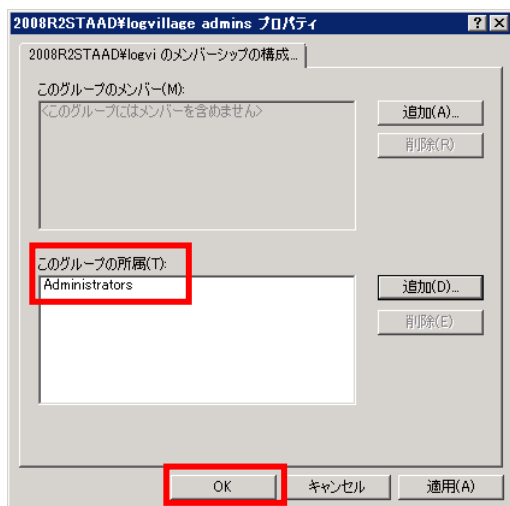 2008R2STAAD¥logvillage admins プロパティ
2008R2STAAD¥logvi のメンバーシップの構成...
このグループのメンバー(M):
<このグループにはメンバーを含めません>
追加(A)...
削除(R)
このグループの所属(T):
Administrators
追加(D)...
削除(E)
OK
キャンセル
適用(A)